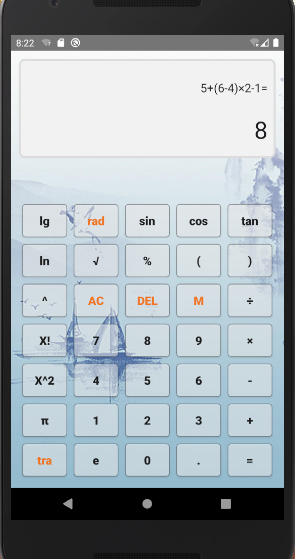 8:22
5+(6-4)×2-1=
8
lg rad sin cos tan
ln √ % ( )
^ AC DEL M ÷
X! 7 8 9 ×
X^2 4 5 6 -
π 1 2 3 +
tra e 0 . =